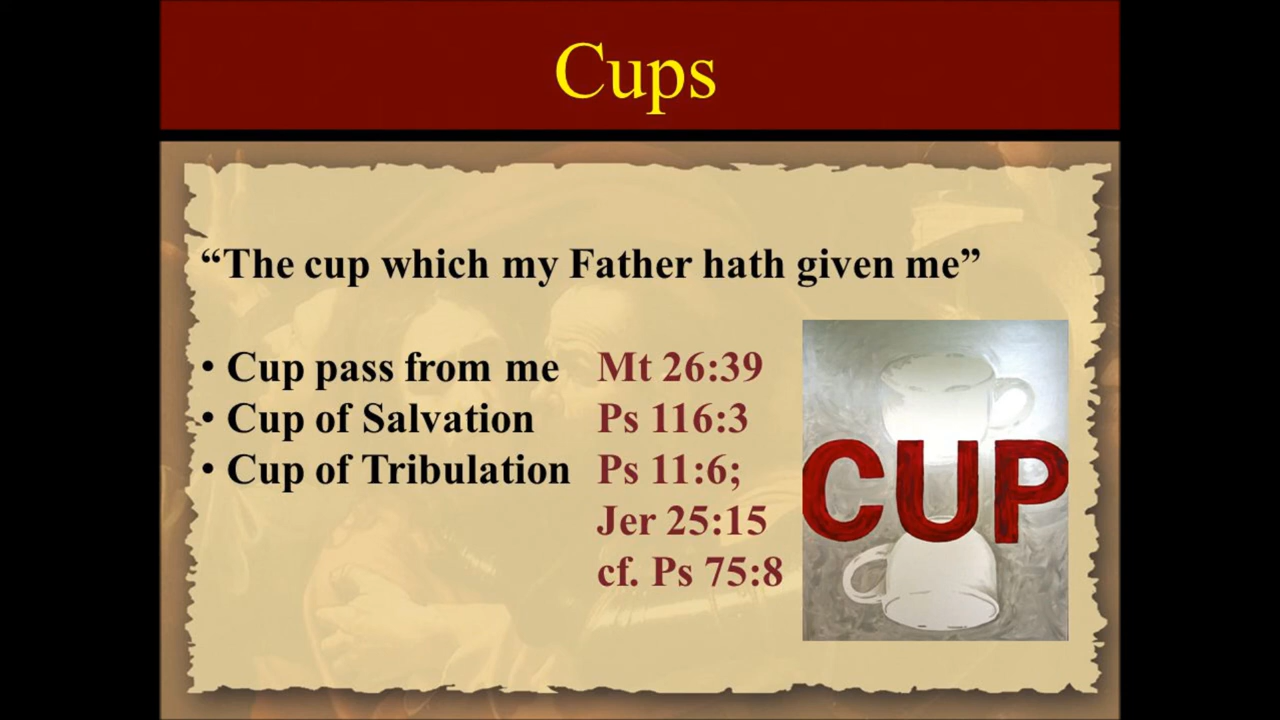 Cups
“The cup which my Father hath given me”
• Cup pass from me Mt 26:39
• Cup of Salvation Ps 116:3
• Cup of Tribulation Ps 11:6;
Jer 25:15
cf. Ps 75:8
CUP